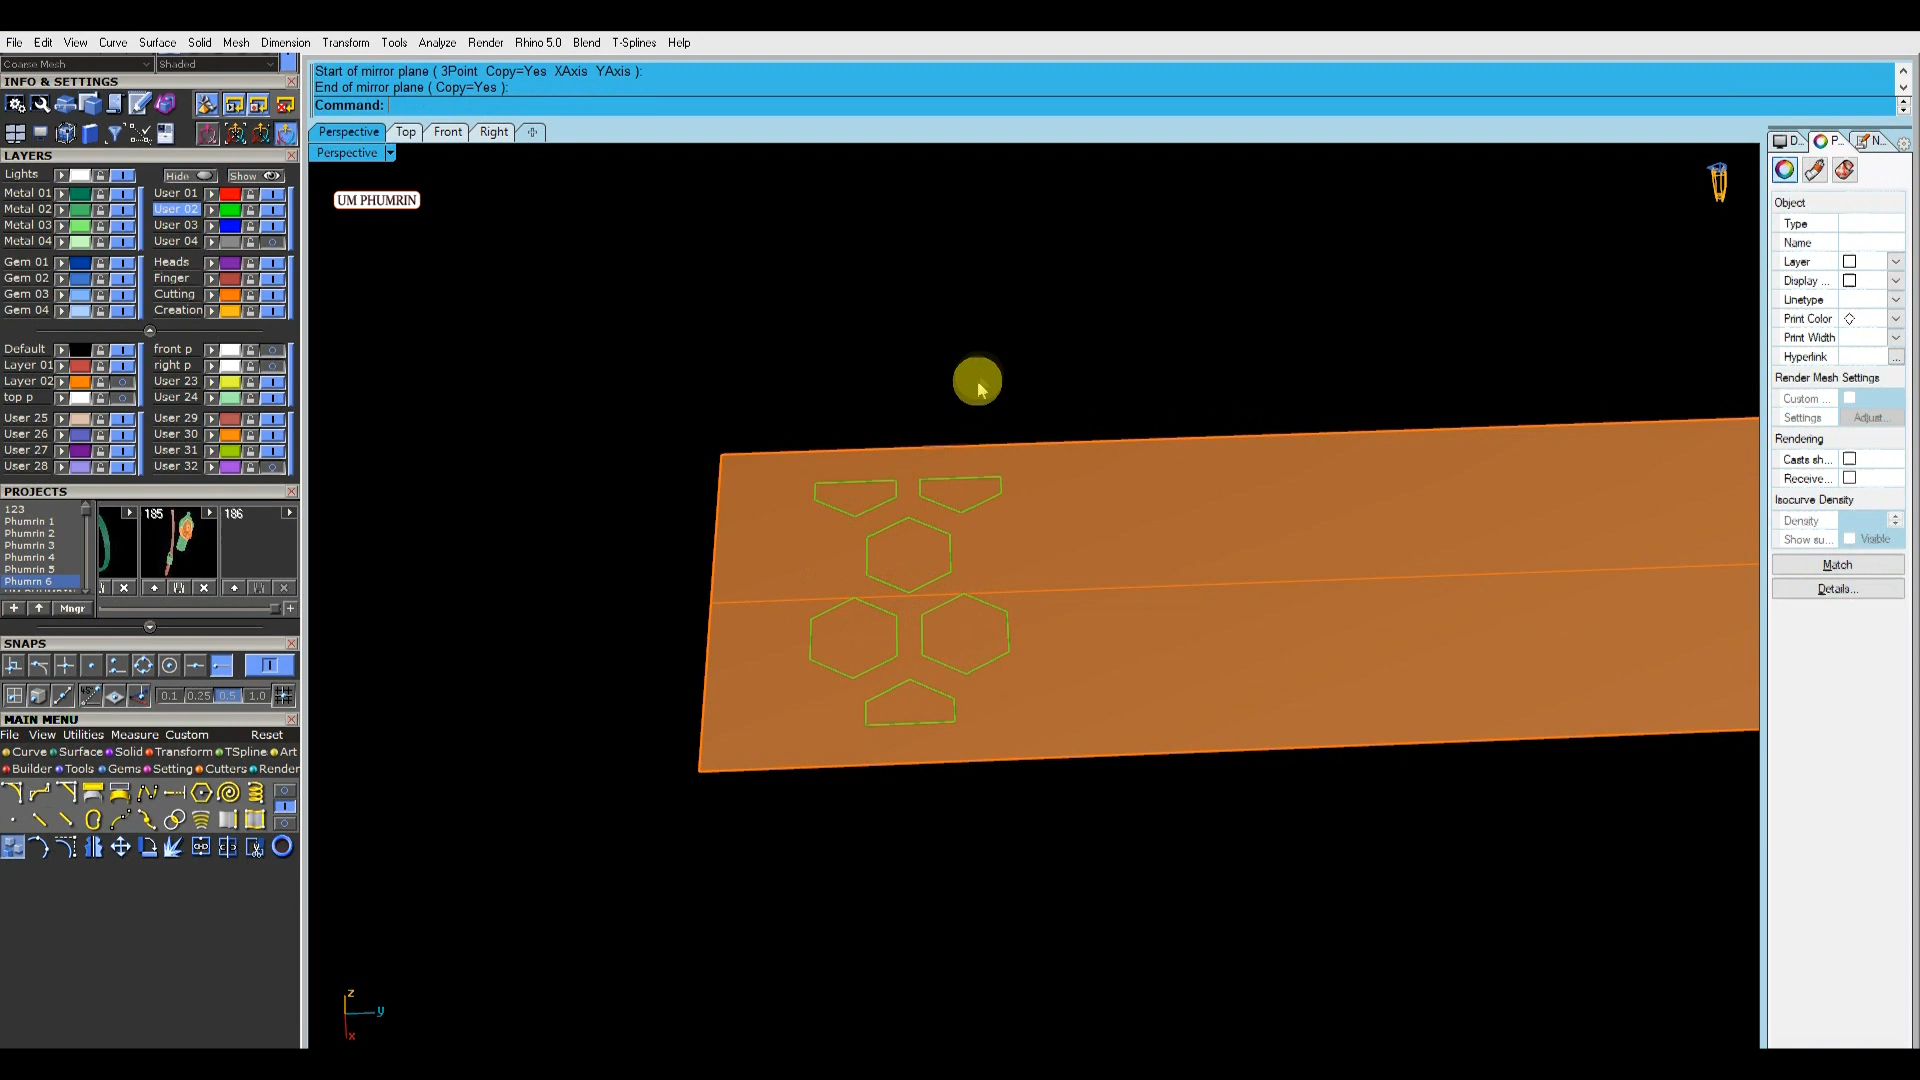 File Edit View Curve Surface Solid Mesh Dimension Transform Tools Analyze Render Rhino 5.0 Blend T-Splines Help
Coarse Mesh Shaded
INFO & SETTINGS
Start of mirror plane ( 3Point Copy=Yes XAxis YAxis ):
End of mirror plane ( Copy=Yes ):
Command:
Perspective Top Front Right
Perspective
UM PHUMRIN
LAYERS
Lights Hide Show
Metal 01 User 01
Metal 02 User 02
Metal 03 User 03
Metal 04 User 04
Gem 01 Heads
Gem 02 Finger
Gem 03 Cutting
Gem 04 Creation
Default front p
Layer 01 right p
Layer 02 User 23
top p User 24
User 25 User 29
User 26 User 30
User 27 User 31
User 28 User 32
PROJECTS
123 185 186
Phumrin 1
Phumrin 2
Phumrin 3
Phumrin 4
Phumrin 5
Phumrn 6
Mngr
SNAPS
0.1 0.25 0.5 1.0
MAIN MENU
File View Utilities Measure Custom Reset
Curve Surface Solid Transform TSpline Art
Builder Tools Gems Setting Cutters Render
z
y
x
D... P... N...
Object
Type
Name
Layer
Display ...
Linetype
Print Color
Print Width
Hyperlink ...
Render Mesh Settings
Custom ...
Settings Adjust...
Rendering
Casts sh...
Receive...
Isocurve Density
Density
Show su... Visible
Match
Details...